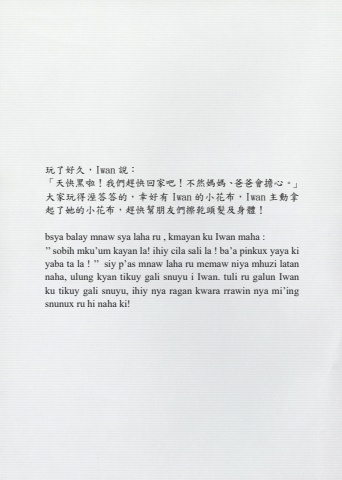 玩了好久，Iwan 說：
「天快黑啦！我們趕快回家吧！不然媽媽、爸爸會擔心。」
大家玩得溼答答的，幸好有 Iwan 的小花布，Iwan 主動拿
起了她的小花布，趕快幫朋友們擦乾頭髮及身體！
bsya balay mnaw sya laha ru , kmayan ku Iwan maha :
” sobih mku’um kayan la! ihiy cila sali la ! ba’a pinkux yaya ki
yaba ta la ! ” siy p’as mnaw laha ru memaw niya mhuzi latan
naha, ulung kyan tikuy gali snuyu i Iwan. tuli ru galun Iwan
ku tikuy gali snuyu, ihiy nya ragan kwara rrawin nya mi’ing
snunux ru hi naha ki!